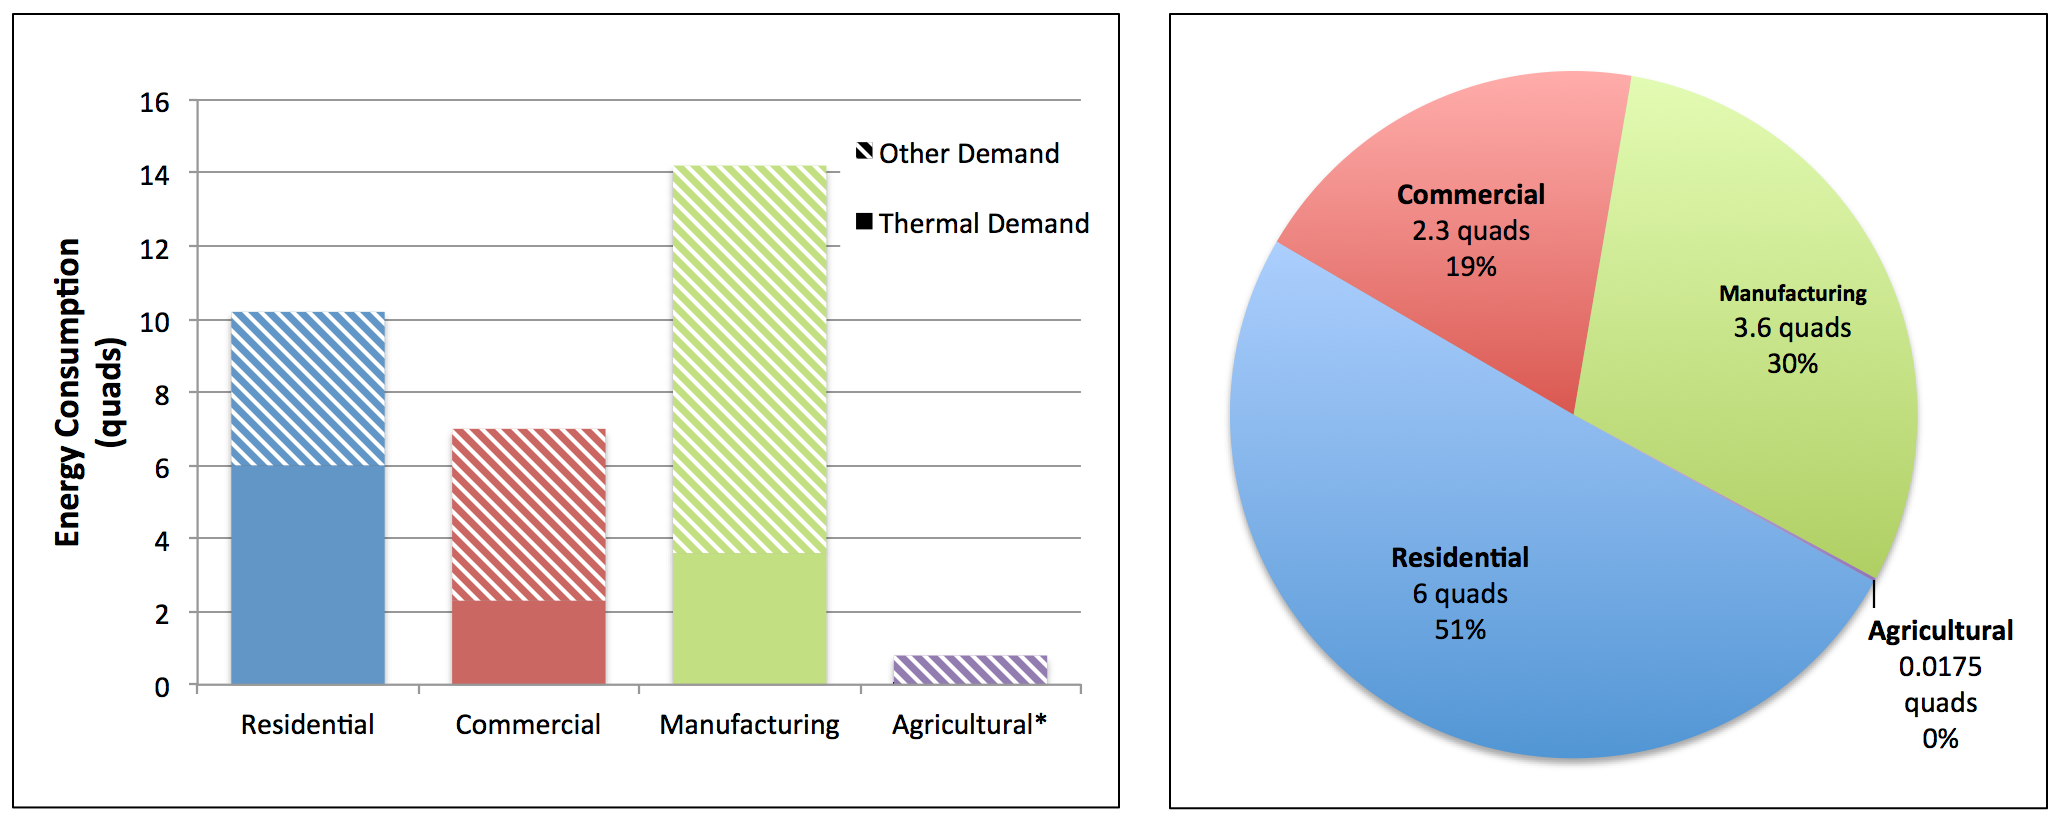 Energy Consumption
(quads)
16
14
12
10
8
6
4
2
0
Other Demand
Thermal Demand
Residential
Commercial
Manufacturing
Agricultural*
Commercial
2.3 quads
19%
Manufacturing
3.6 quads
30%
Residential
6 quads
51%
Agricultural
0.0175
quads
0%